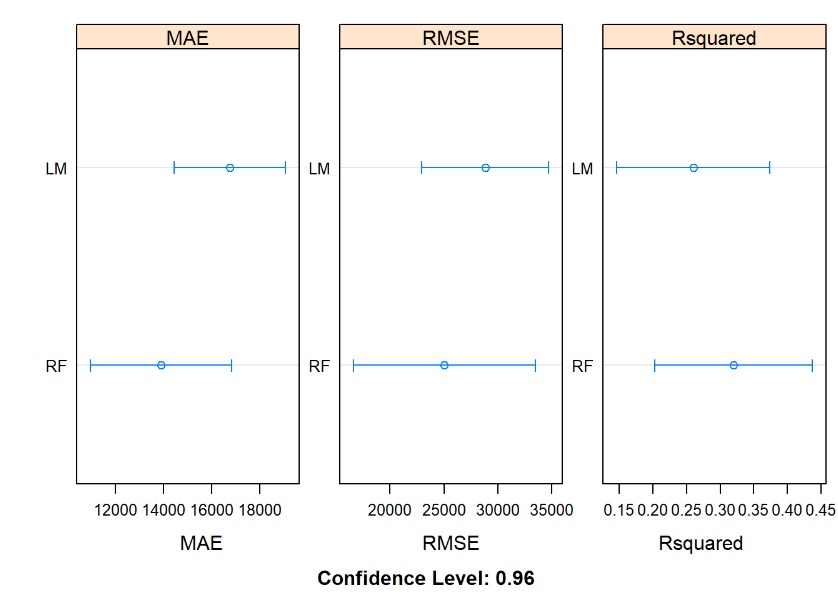 MAE RMSE Rsquared
LM LM LM
RF RF RF
12000 14000 16000 18000 20000 25000 30000 35000 0.15 0.20 0.25 0.30 0.35 0.40 0.45
MAE RMSE Rsquared
Confidence Level: 0.96